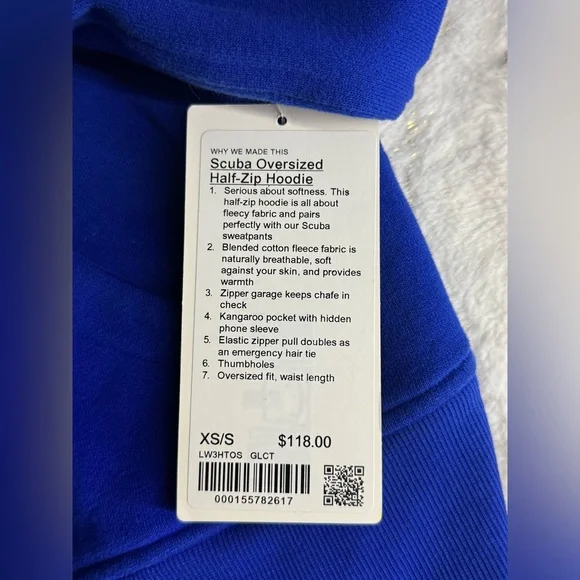 WHY WE MADE THIS
Scuba Oversized
Half-Zip Hoodie
1. Serious about softness. This
half-zip hoodie is all about
fleecy fabric and pairs
perfectly with our Scuba
sweatpants
2. Blended cotton fleece fabric is
naturally breathable, soft
against your skin, and provides
warmth
3. Zipper garage keeps chafe in
check
4. Kangaroo pocket with hidden
phone sleeve
5. Elastic zipper pull doubles as
an emergency hair tie
6. Thumbholes
7. Oversized fit, waist length
XS/S $118.00
LW3HTOS GLCT
000155782617